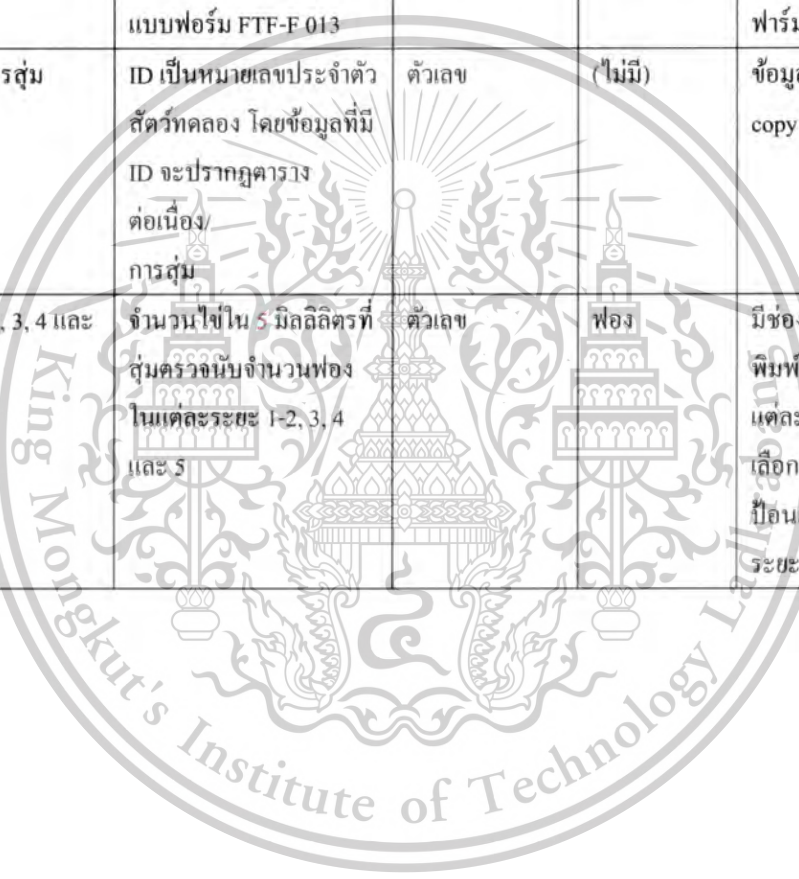 แบบฟอร์ม FTF-F 013
ฟาร์ม
รสุ่ม
ID เป็นหมายเลขประจำตัว
สัตว์ทดลอง โดยข้อมูลที่มี
ID จะปรากฏตาราง
ต่อเนื่อง/
การสุ่ม
ตัวเลข
(ไม่มี)
ข้อมูล
copy
, 3, 4 และ
จำนวนไข่ใน 5 มิลลิลิตรที่
สุ่มตรวจนับจำนวนฟอง
ในแต่ละระยะ 1-2, 3, 4
และ 5
ตัวเลข
ฟอง
มีช่อง
พิมพ์
แต่ละ
เลือก
ป้อน
ระยะ
King Mongkut's Institute of Technology Ladkrabang